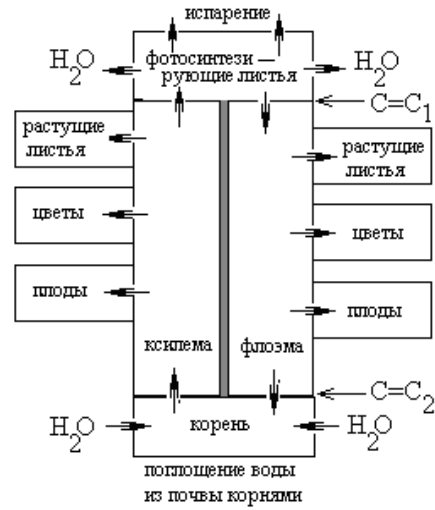 испарение
H₂O
фотосинтези —
рующие листья
H₂O
C=C₁
растущие
листья
растущие
листья
цветы
цветы
плоды
плоды
ксилема
флоэма
C=C₂
H₂O
корень
H₂O
поглощение воды
из почвы корнями